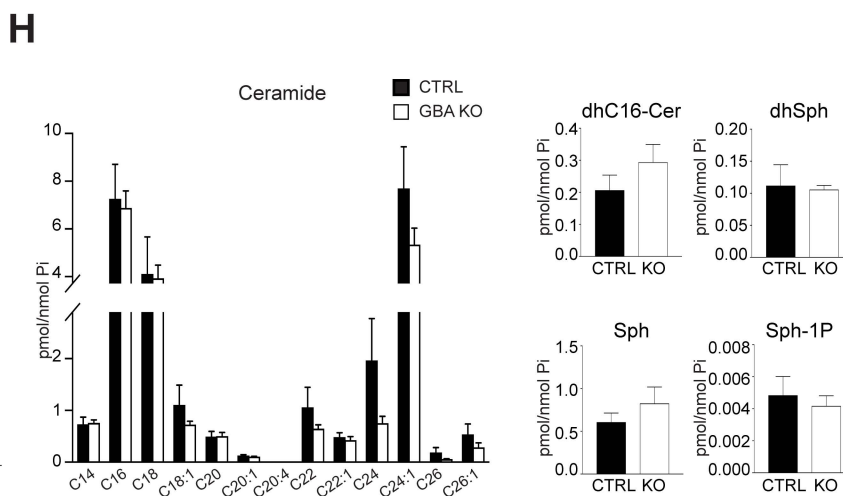 H
Ceramide
CTRL
GBA KO
pmol/nmol Pi
10
8
6
4
2
1
0
C14 C16 C18 C18:1 C20 C20:1 C20:4 C22 C22:1 C24 C24:1 C26 C26:1
dhC16-Cer
pmol/nmol Pi
0.4
0.3
0.2
0.1
0.0
CTRL KO
dhSph
pmol/nmol Pi
0.20
0.15
0.10
0.05
0.00
CTRL KO
Sph
pmol/nmol Pi
1.5
1.0
0.5
0.0
CTRL KO
Sph-1P
pmol/nmol Pi
0.008
0.006
0.004
0.002
0.000
CTRL KO